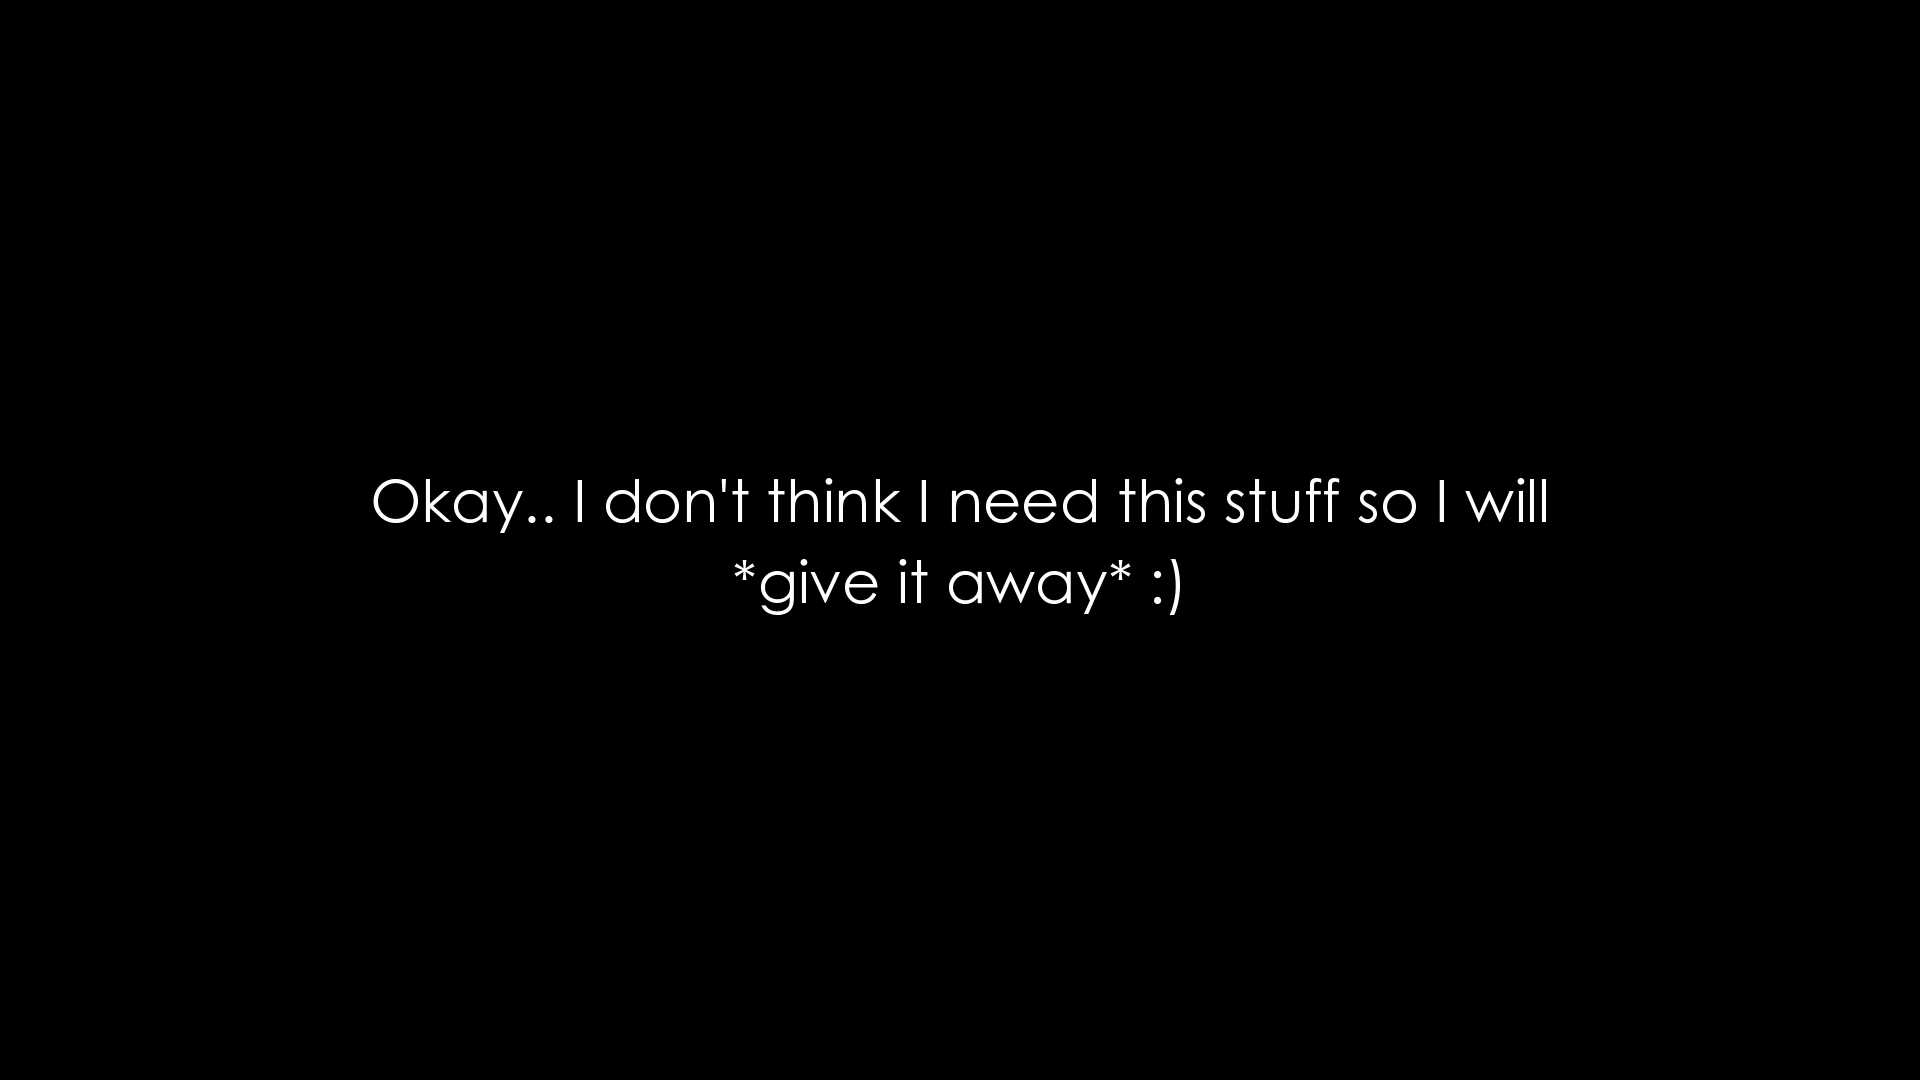 Okay.. I don't think I need this stuff so I will
*give it away* :)